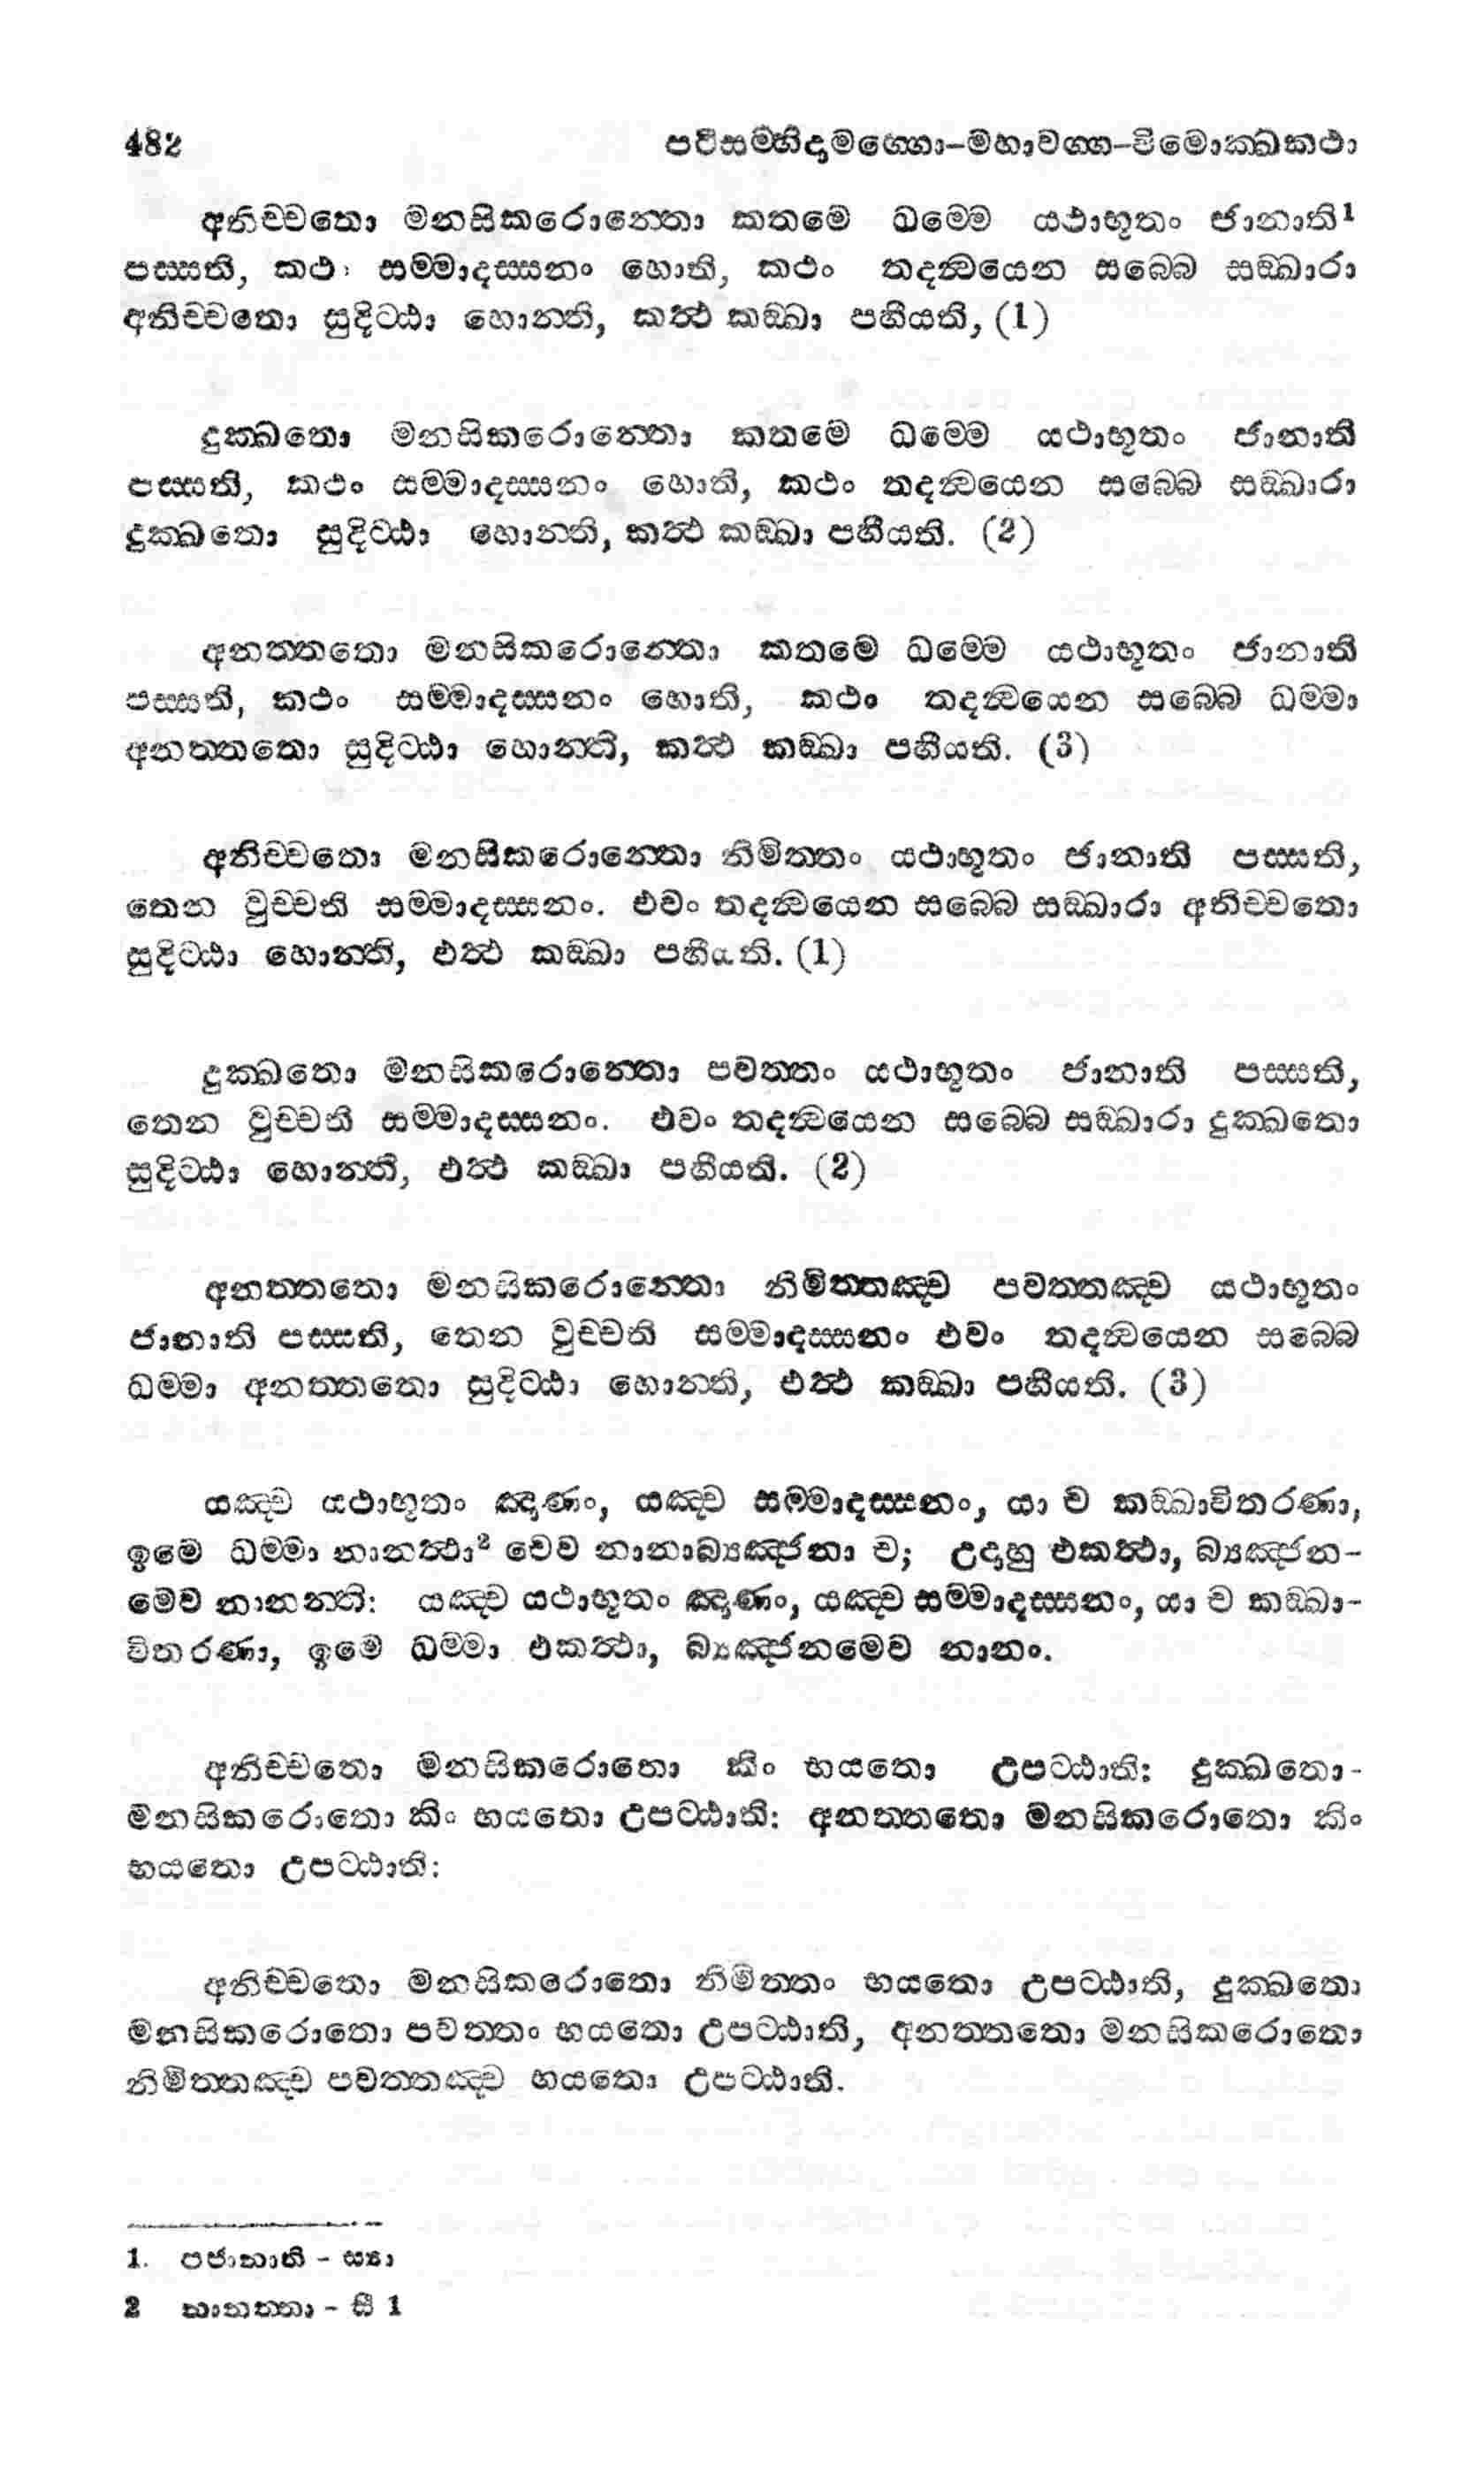 482 පටිසම්භිදාමග්ගො-මහාවග්ග-විමොක්ඛකථා
අනිච්චතො මනසිකරොන්තො කතමෙ ධම්මෙ යථාභූතං ජානාති¹
පස්සති, කථං සම්මාදස්සනං හොති, කථං තදන්වයෙන සබ්බෙ සඞ්ඛාරා
අනිච්චතො සුදිට්ඨා හොන්ති, කත්ථ කඞ්ඛා පහීයති, (1)
දුක්ඛතො මනසිකරොන්තො කතමෙ ධම්මෙ යථාභූතං ජානාති
පස්සති, කථං සම්මාදස්සනං හොති, කථං තදන්වයෙන සබ්බෙ සඞ්ඛාරා
දුක්ඛතො සුදිට්ඨා හොන්ති, කත්ථ කඞ්ඛා පහීයති. (2)
අනත්තතො මනසිකරොන්තො කතමෙ ධම්මෙ යථාභූතං ජානාති
පස්සති, කථං සම්මාදස්සනං හොති, කථං තදන්වයෙන සබ්බෙ ධම්මා
අනත්තතො සුදිට්ඨා හොන්ති, කත්ථ කඞ්ඛා පහීයති. (3)
අනිච්චතො මනසිකරොන්තො නිමිත්තං යථාභූතං ජානාති පස්සති,
තෙන වුච්චති සම්මාදස්සනං. එවං තදන්වයෙන සබ්බෙ සඞ්ඛාරා අනිච්චතො
සුදිට්ඨා හොන්ති, එත්ථ කඞ්ඛා පහීයති. (1)
දුක්ඛතො මනසිකරොන්තො පවත්තං යථාභූතං ජානාති පස්සති,
තෙන වුච්චති සම්මාදස්සනං. එවං තදන්වයෙන සබ්බෙ සඞ්ඛාරා දුක්ඛතො
සුදිට්ඨා හොන්ති, එත්ථ කඞ්ඛා පහීයති. (2)
අනත්තතො මනසිකරොන්තො නිමිත්තඤ්ච පවත්තඤ්ච යථාභූතං
ජානාති පස්සති, තෙන වුච්චති සම්මාදස්සනං එවං තදන්වයෙන සබ්බෙ
ධම්මා අනත්තතො සුදිට්ඨා හොන්ති, එත්ථ කඞ්ඛා පහීයති. (3)
යඤ්ච යථාභූතං ඤාණං, යඤ්ච සම්මාදස්සනං, යා ච කඞ්ඛාවිතරණා,
ඉමෙ ධම්මා නානත්ථා² චෙව නානාබ්‍යඤ්ජනා ච; උදාහු එකත්ථා, බ්‍යඤ්ජන-
මෙව නානන්ති: යඤ්ච යථාභූතං ඤාණං, යඤ්ච සම්මාදස්සනං, යා ච කඞ්ඛා-
විතරණා, ඉමෙ ධම්මා එකත්ථා, බ්‍යඤ්ජනමෙව නානං.
අනිච්චතො මනසිකරොතො කිං භයතො උපට්ඨාති: දුක්ඛතො-
මනසිකරොතො කිං භයතො උපට්ඨාති: අනත්තතො මනසිකරොතො කිං
භයතො උපට්ඨාති:
අනිච්චතො මනසිකරොතො නිමිත්තං භයතො උපට්ඨාති, දුක්ඛතො
මනසිකරොතො පවත්තං භයතො උපට්ඨාති, අනත්තතො මනසිකරොතො
නිමිත්තඤ්ච පවත්තඤ්ච භයතො උපට්ඨාති.
1. පජානාති - ස්‍යා
2 නානත්තා - සී 1